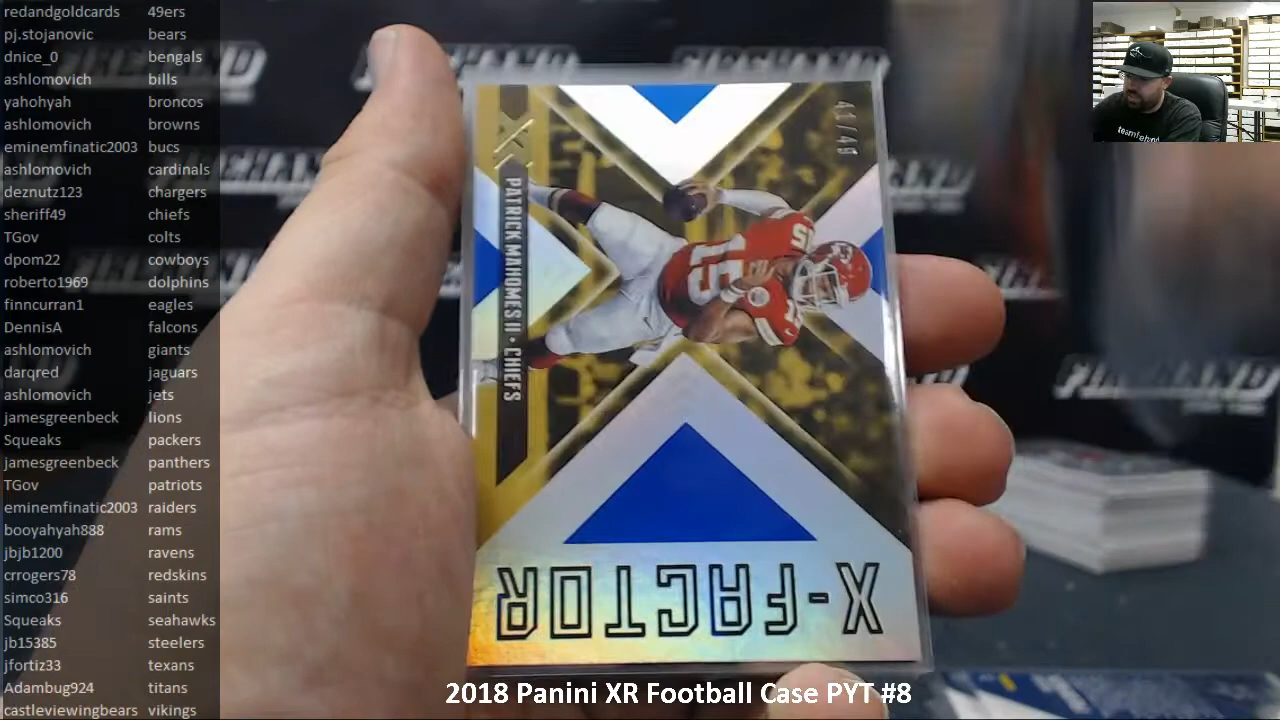 redandgoldcards 49ers
pj.stojanovic bears
dnice_0 bengals
ashlomovich bills
yahohyah broncos
ashlomovich browns
eminemfinatic2003 bucs
ashlomovich cardinals
deznutz123 chargers
sheriff49 chiefs
TGov colts
dpom22 cowboys
roberto1969 dolphins
finncurran1 eagles
DennisA falcons
ashlomovich giants
darqred jaguars
ashlomovich jets
jamesgreenbeck lions
Squeaks packers
jamesgreenbeck panthers
TGov patriots
eminemfinatic2003 raiders
booyahyah888 rams
jbjb1200 ravens
crrogers78 redskins
simco316 saints
Squeaks seahawks
jb15385 steelers
jfortiz33 texans
Adambug924 titans
castleviewingbears vikings
PATRICK MAHOMES II • CHIEFS
15
15
X-FACTOR
2018 Panini XR Football Case PYT #8